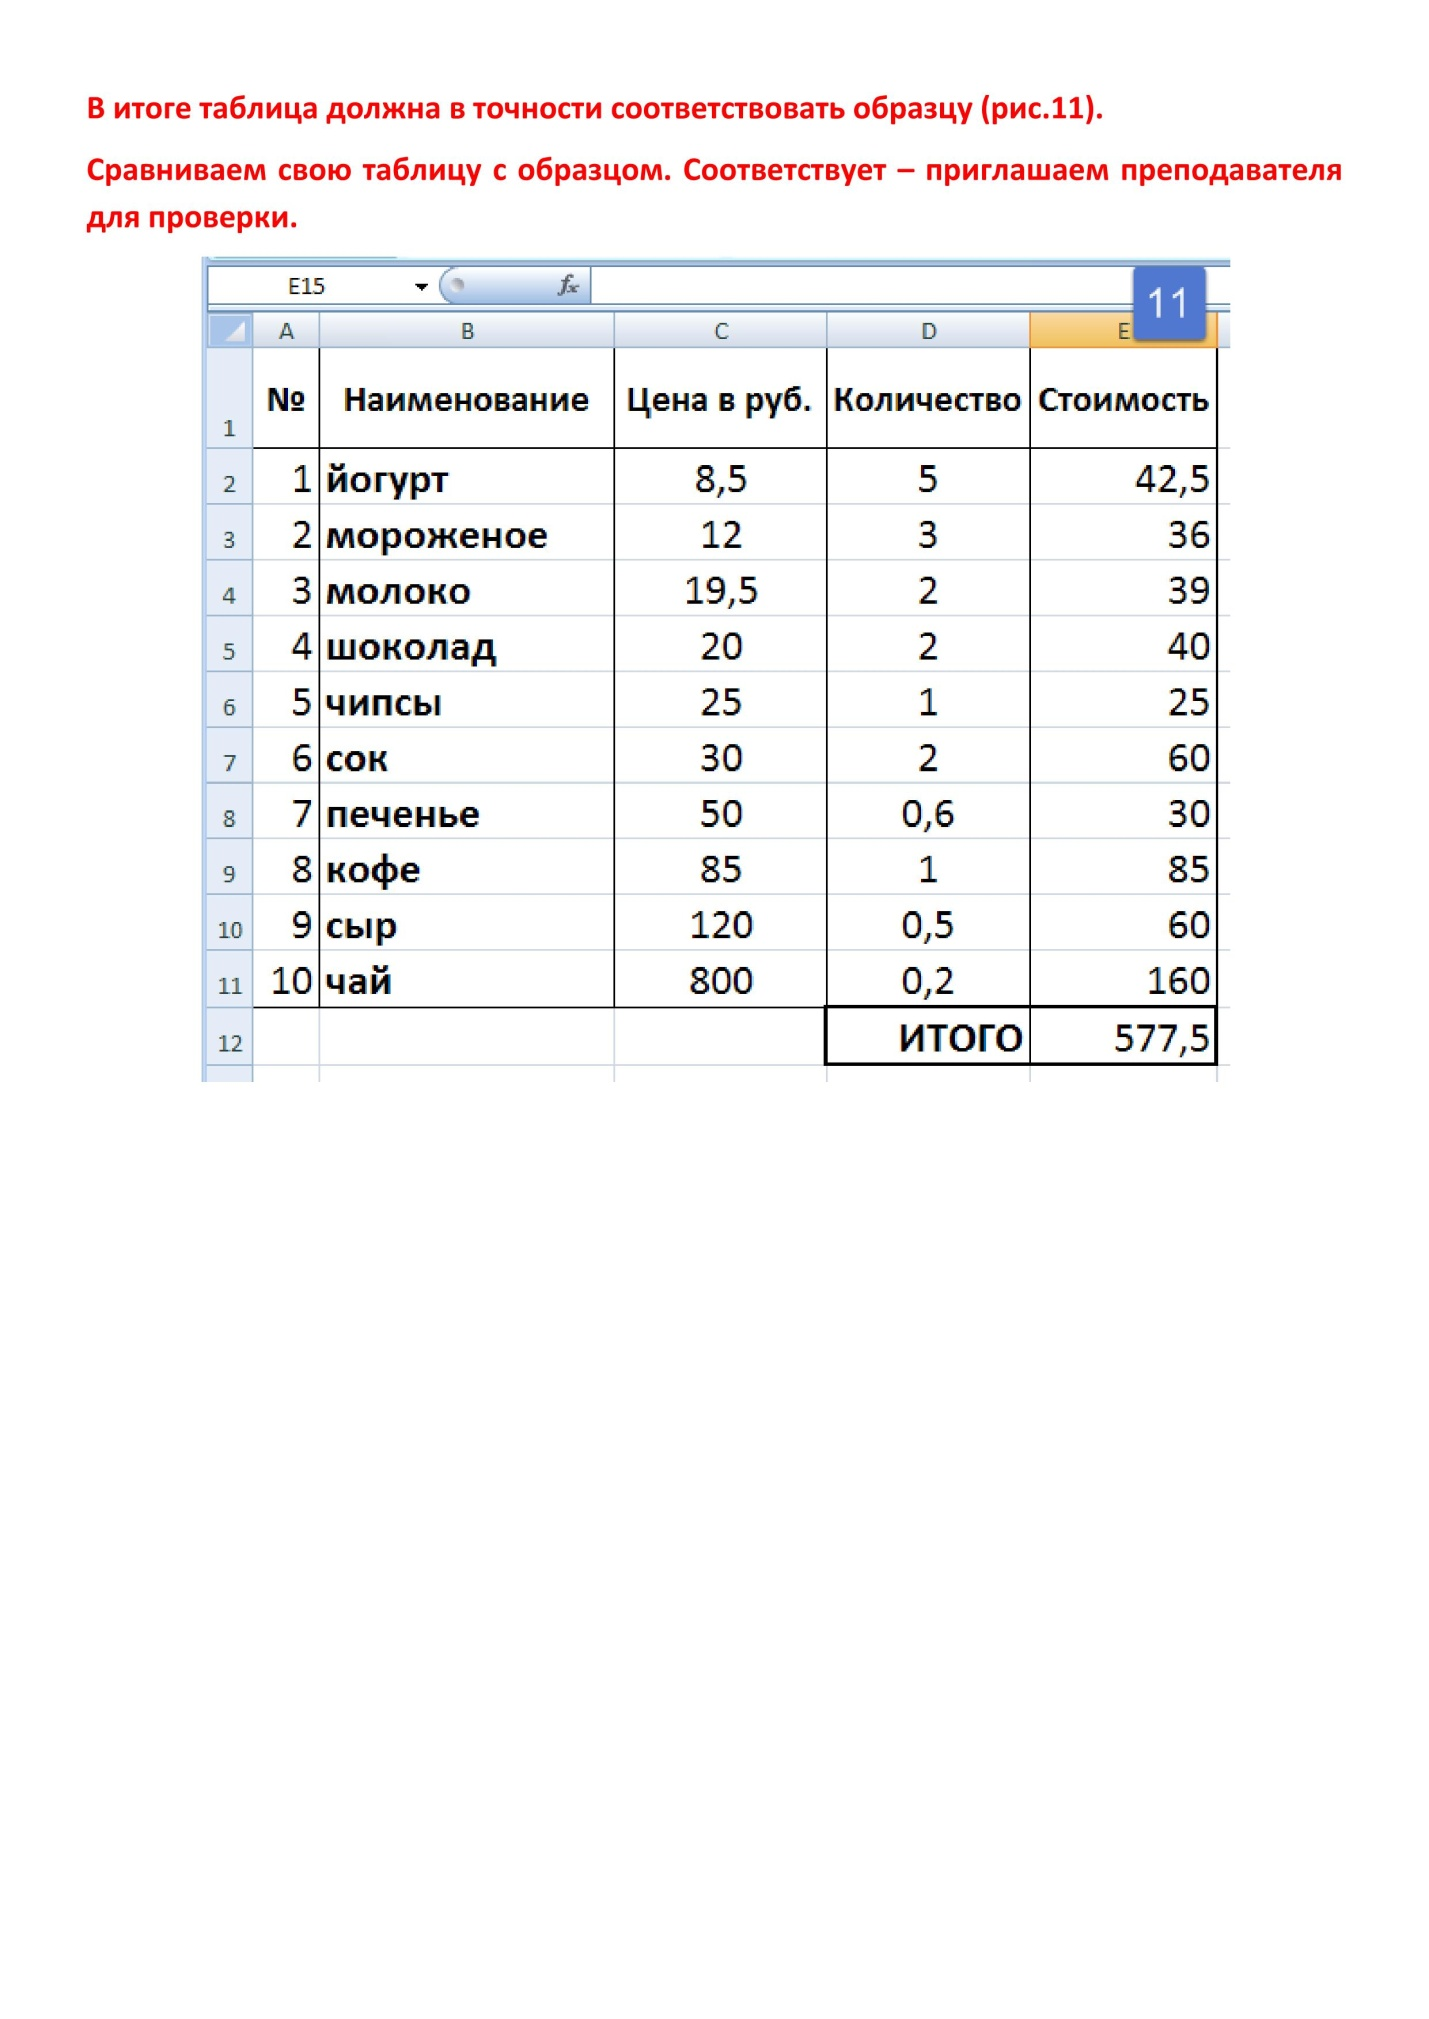 В итоге таблица должна в точности соответствовать образцу (рис.11).
Сравниваем свою таблицу с образцом. Соответствует – приглашаем преподавателя
для проверки.
E15 fx 11
A B C D E
1 № Наименование Цена в руб. Количество Стоимость
2 1 йогурт 8,5 5 42,5
3 2 мороженое 12 3 36
4 3 молоко 19,5 2 39
5 4 шоколад 20 2 40
6 5 чипсы 25 1 25
7 6 сок 30 2 60
8 7 печенье 50 0,6 30
9 8 кофе 85 1 85
10 9 сыр 120 0,5 60
11 10 чай 800 0,2 160
12 ИТОГО 577,5